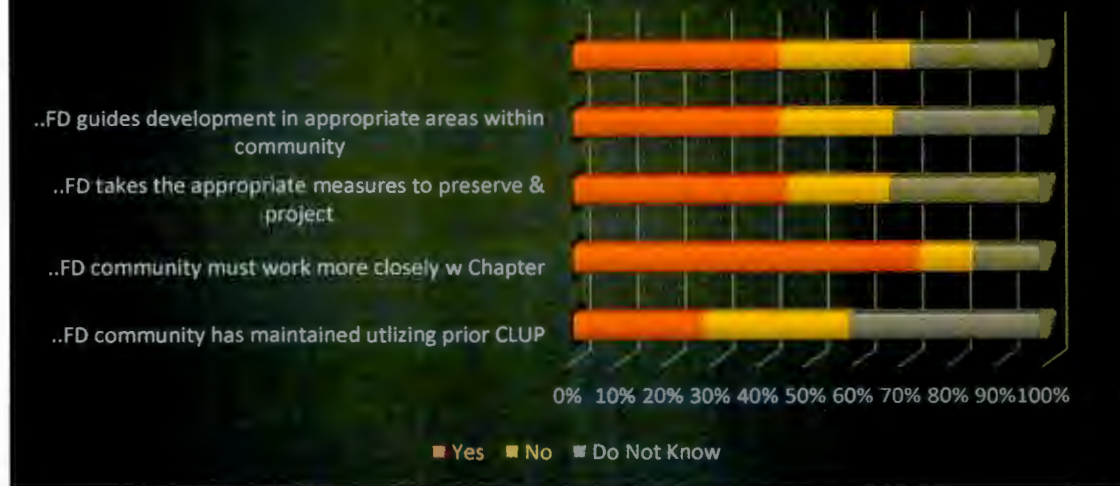 ..FD guides development in appropriate areas within
community
..FD takes the appropriate measures to preserve &
project
..FD community must work more closely w Chapter
..FD community has maintained utlizing prior CLUP
0% 10% 20% 30% 40% 50% 60% 70% 80% 90%100%
Yes No Do Not Know